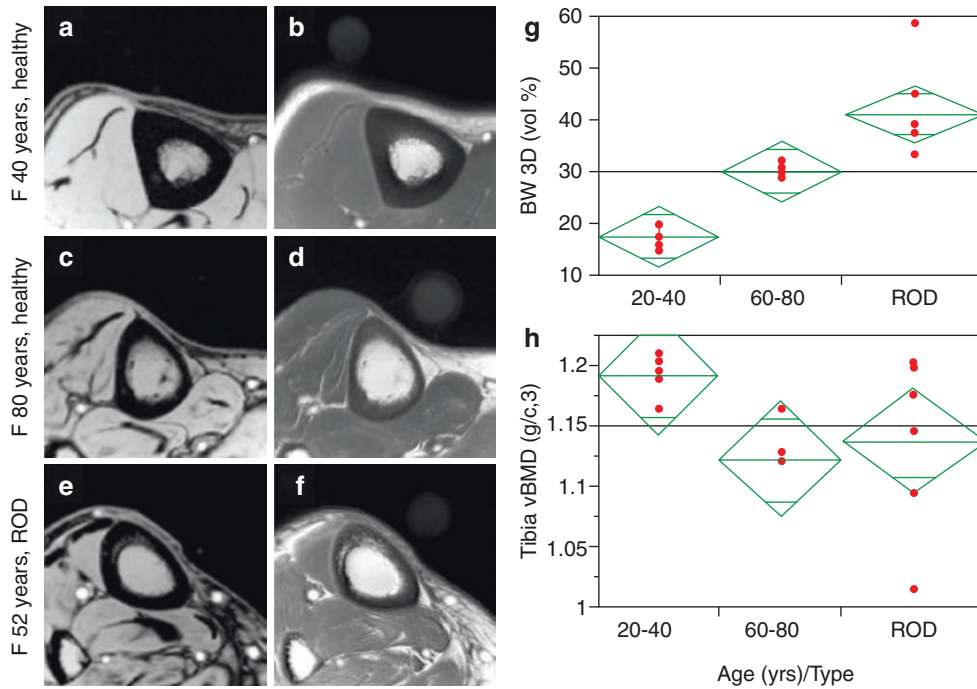 F 40 years, healthy
a
b
F 80 years, healthy
c
d
F 52 years, ROD
e
f
g
BW 3D (vol %)
60
50
40
30
20
10
20-40
60-80
ROD
h
Tibia vBMD (g/c,3)
1.2
1.15
1.11
1.05
1
20-40
60-80
ROD
Age (yrs)/Type